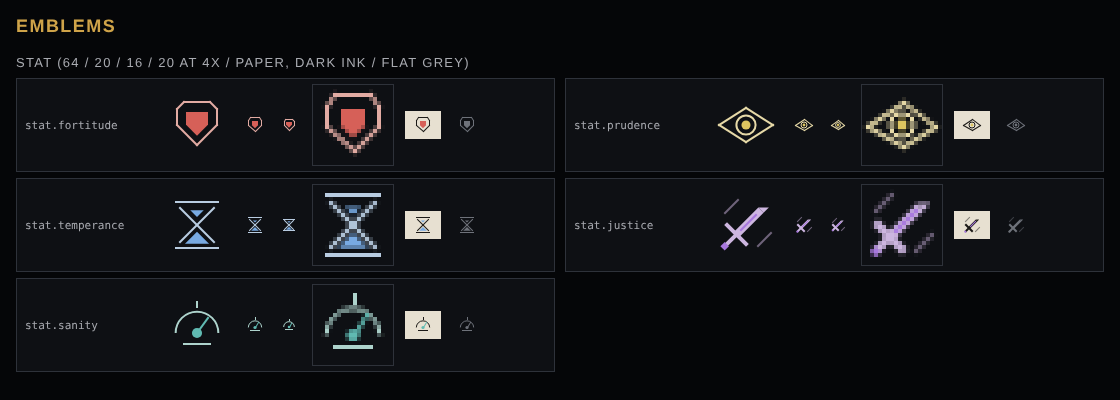 EMBLEMS
STAT (64 / 20 / 16 / 20 AT 4X / PAPER, DARK INK / FLAT GREY)
stat.fortitude
stat.prudence
stat.temperance
stat.justice
stat.sanity